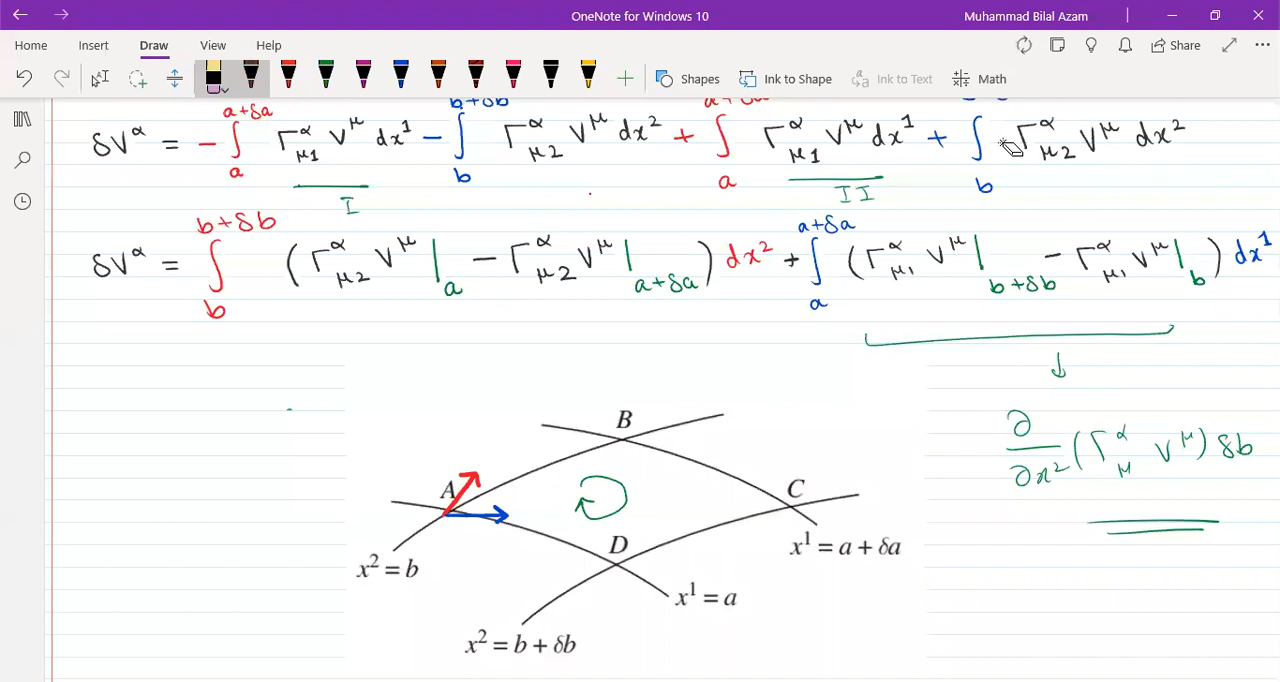 OneNote for Windows 10
Muhammad Bilal Azam
Home Insert Draw View Help
Share
Shapes
Ink to Shape
Ink to Text
Math
δV^α = - ∫_a^{a+δa} Γ^α_{μ1} V^μ dx^1 - ∫_b^{b+δb} Γ^α_{μ2} V^μ dx^2 + ∫_a^{a+δa} Γ^α_{μ1} V^μ dx^1 + ∫_b Γ^α_{μ2} V^μ dx^2
I
II
δV^α = ∫_b^{b+δb} (Γ^α_{μ2} V^μ |_a - Γ^α_{μ2} V^μ |_{a+δa}) dx^2 + ∫_a^{a+δa} (Γ^α_{μ1} V^μ |_{b+δb} - Γ^α_{μ1} V^μ |_b) dx^1
↓
∂/∂x^2 (Γ^α_μ V^μ) δb
B
A
C
D
x^1 = a + δa
x^2 = b
x^1 = a
x^2 = b + δb